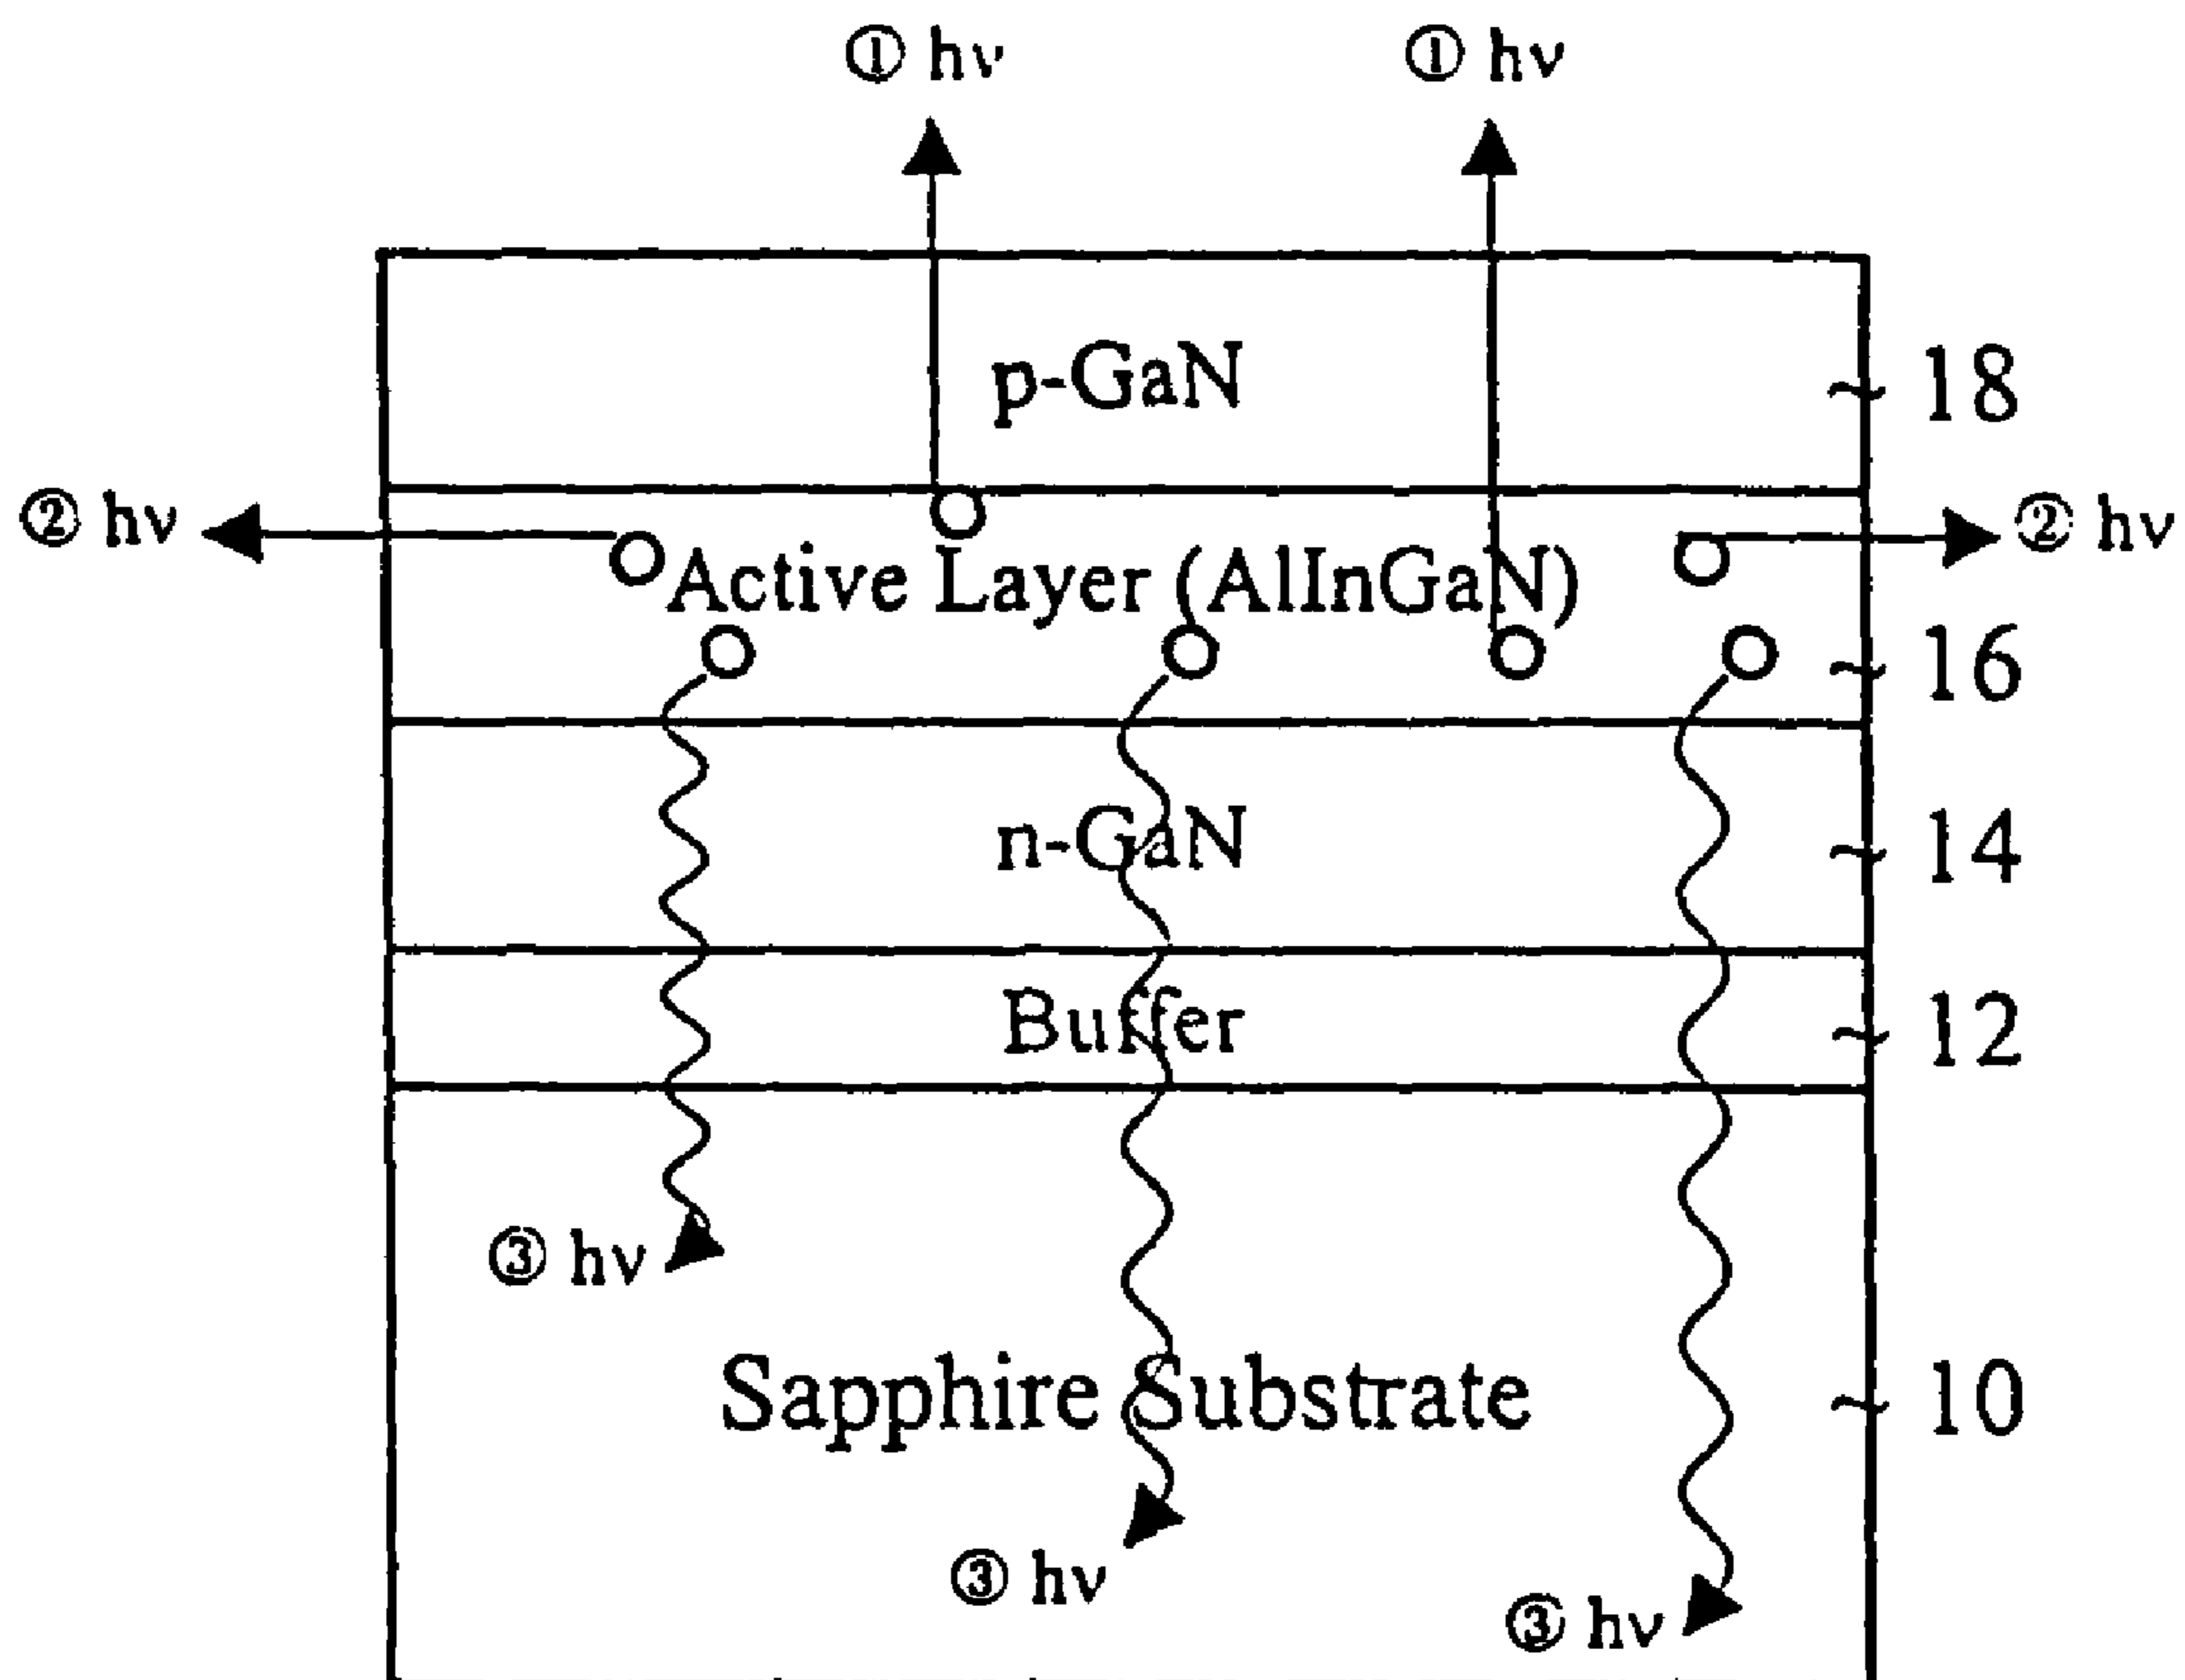 ① hν ① hν
p-GaN 18
② hν ② hν
Active Layer (AlInGaN)
16
n-GaN 14
Buffer 12
③ hν
Sapphire Substrate 10
③ hν
③ hν